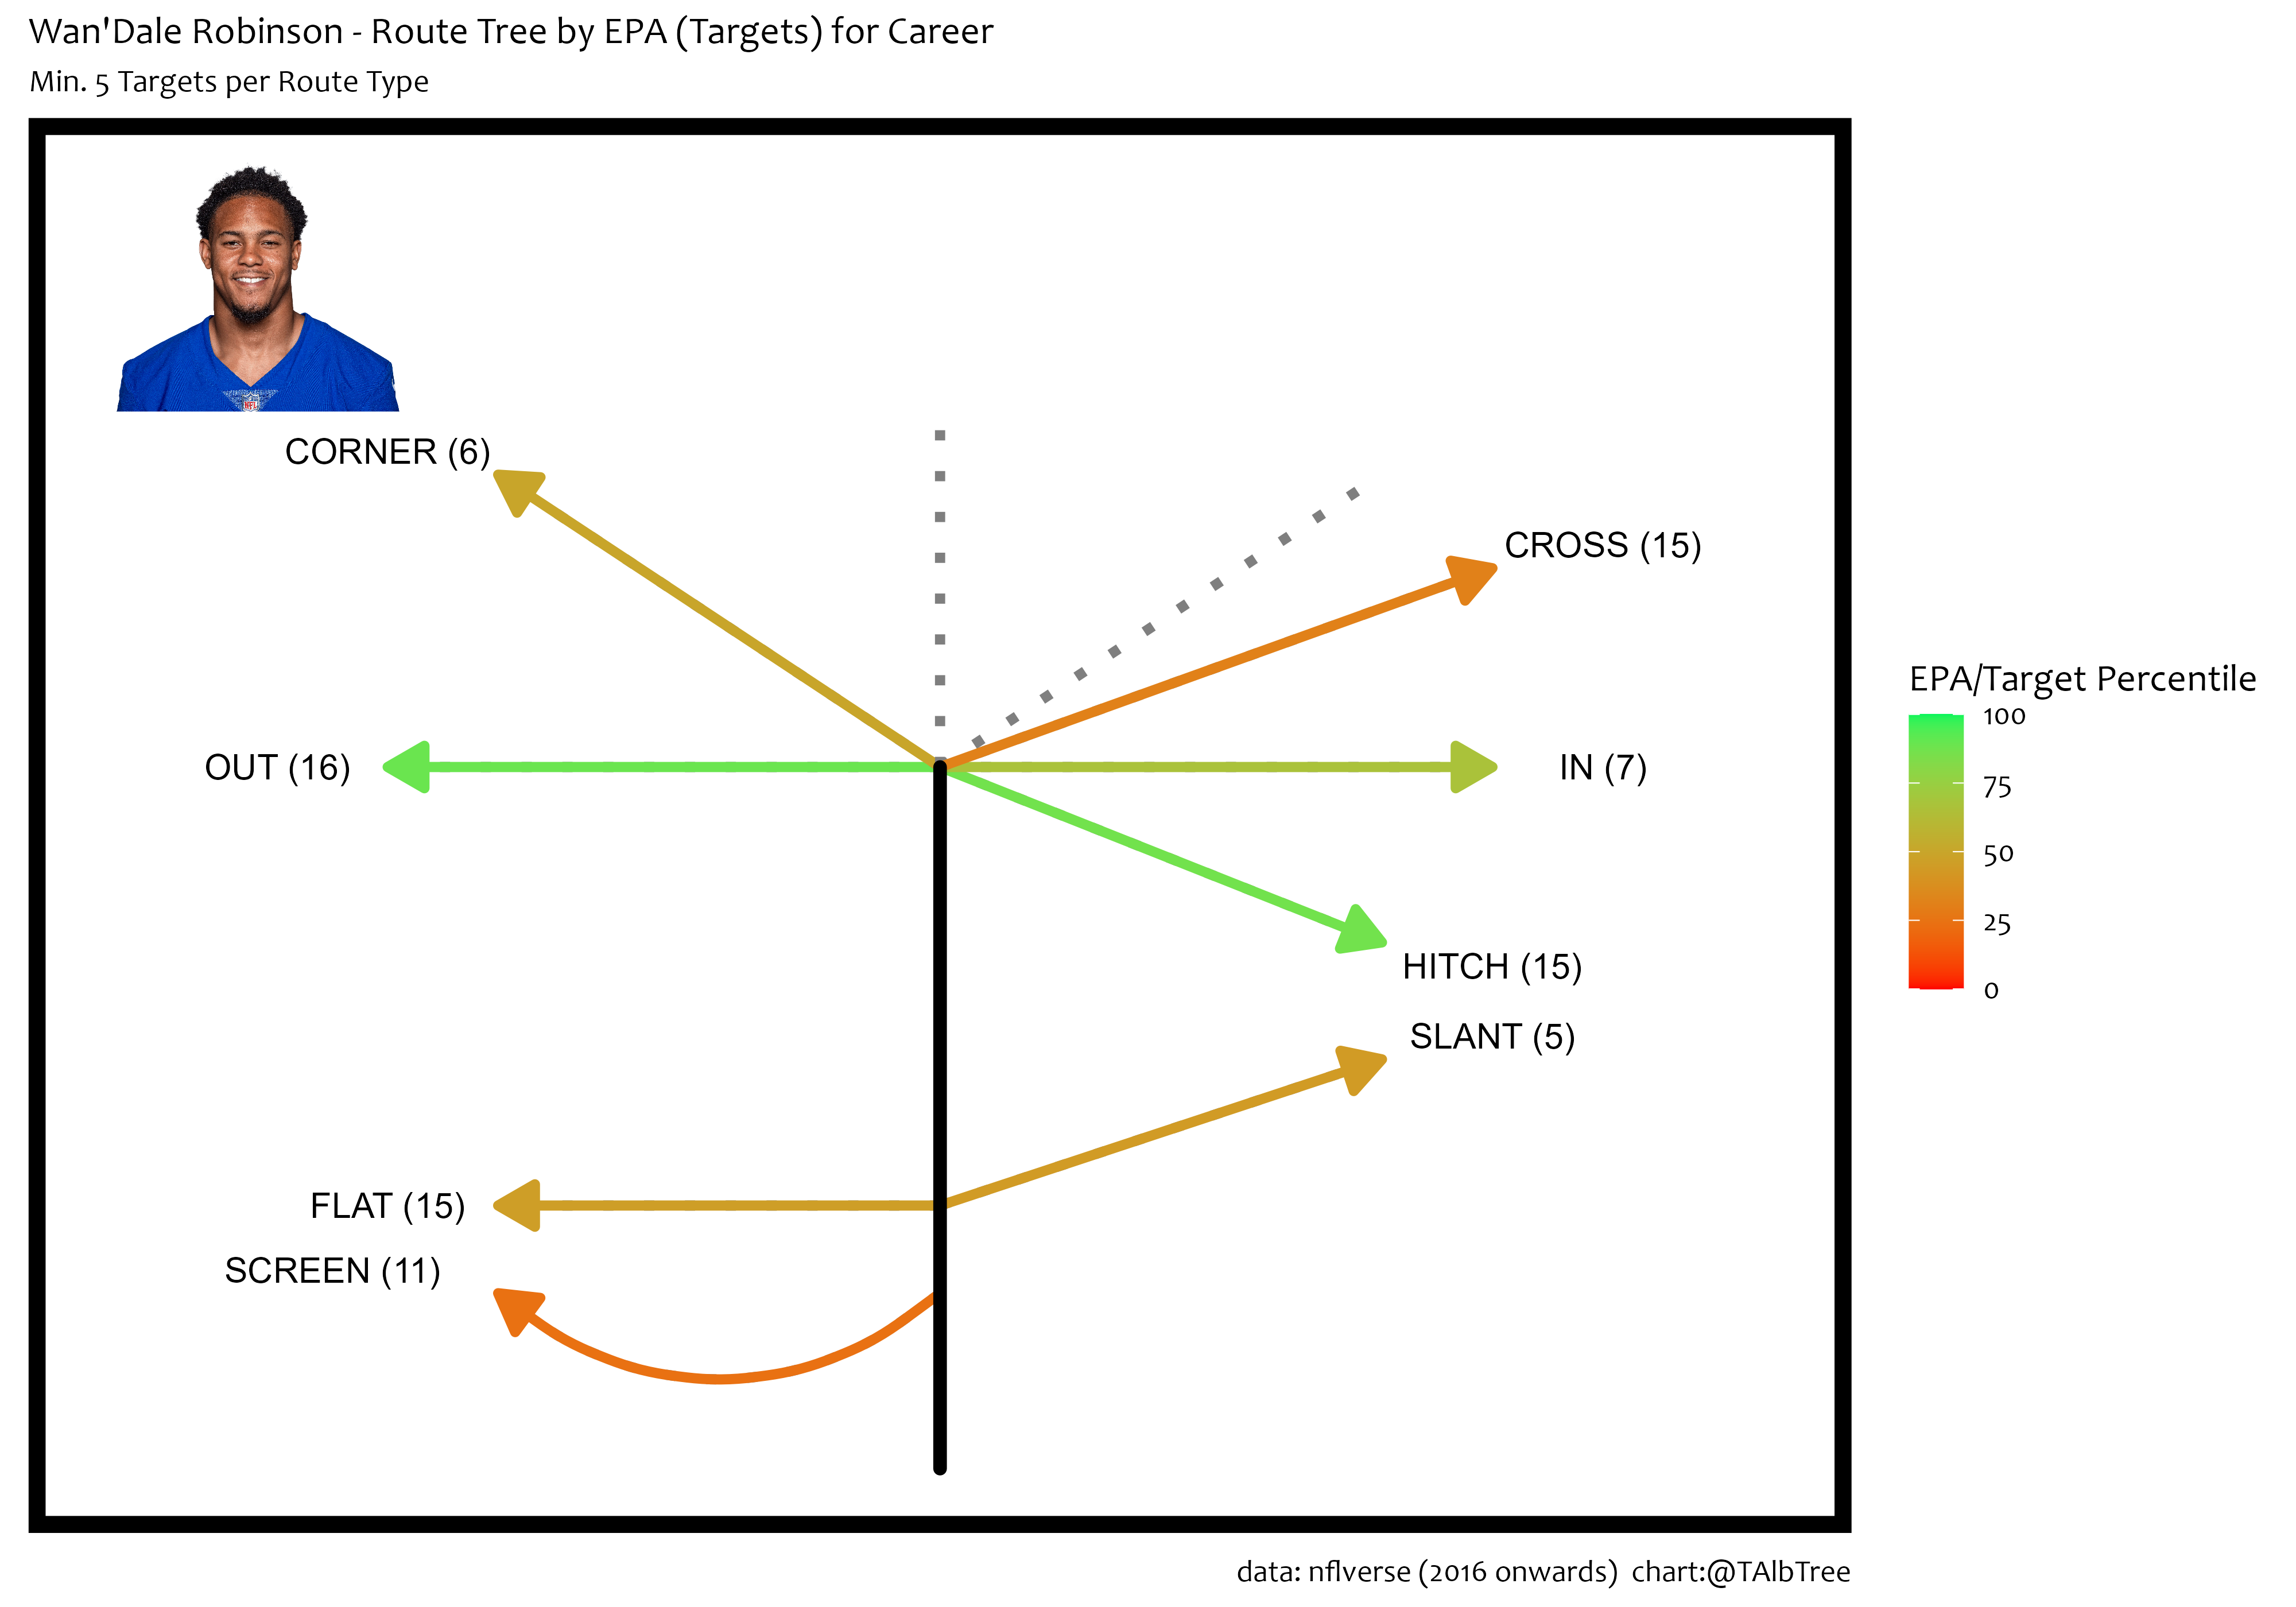 Wan'Dale Robinson - Route Tree by EPA (Targets) for Career
Min. 5 Targets per Route Type
CORNER (6)
CROSS (15)
OUT (16)
IN (7)
HITCH (15)
SLANT (5)
FLAT (15)
SCREEN (11)
EPA/Target Percentile
100
75
50
25
0
NFL
data: nflverse (2016 onwards) chart:@TAlbTree